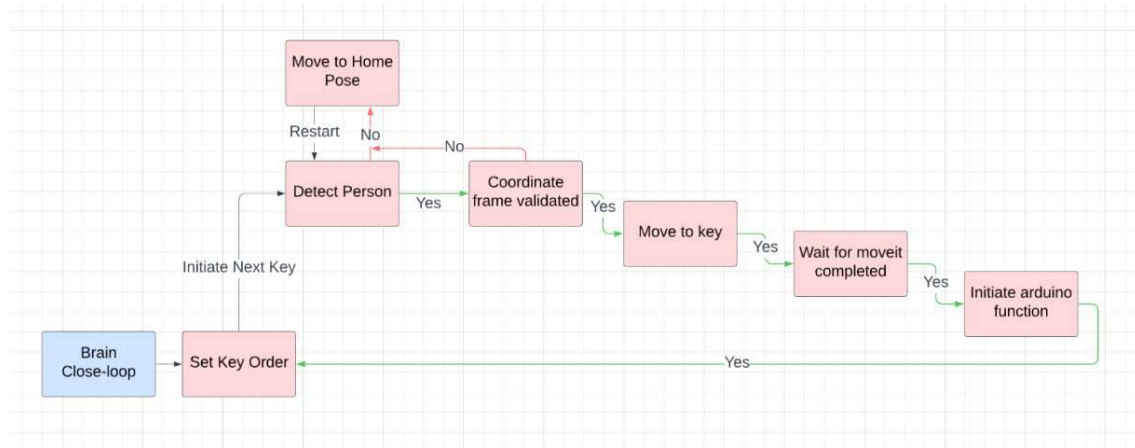 Move to Home
Pose
Restart
No
No
Detect Person
Yes
Coordinate
frame validated
Yes
Move to key
Yes
Wait for moveit
completed
Yes
Initiate arduino
function
Initiate Next Key
Brain
Close-loop
Set Key Order
Yes